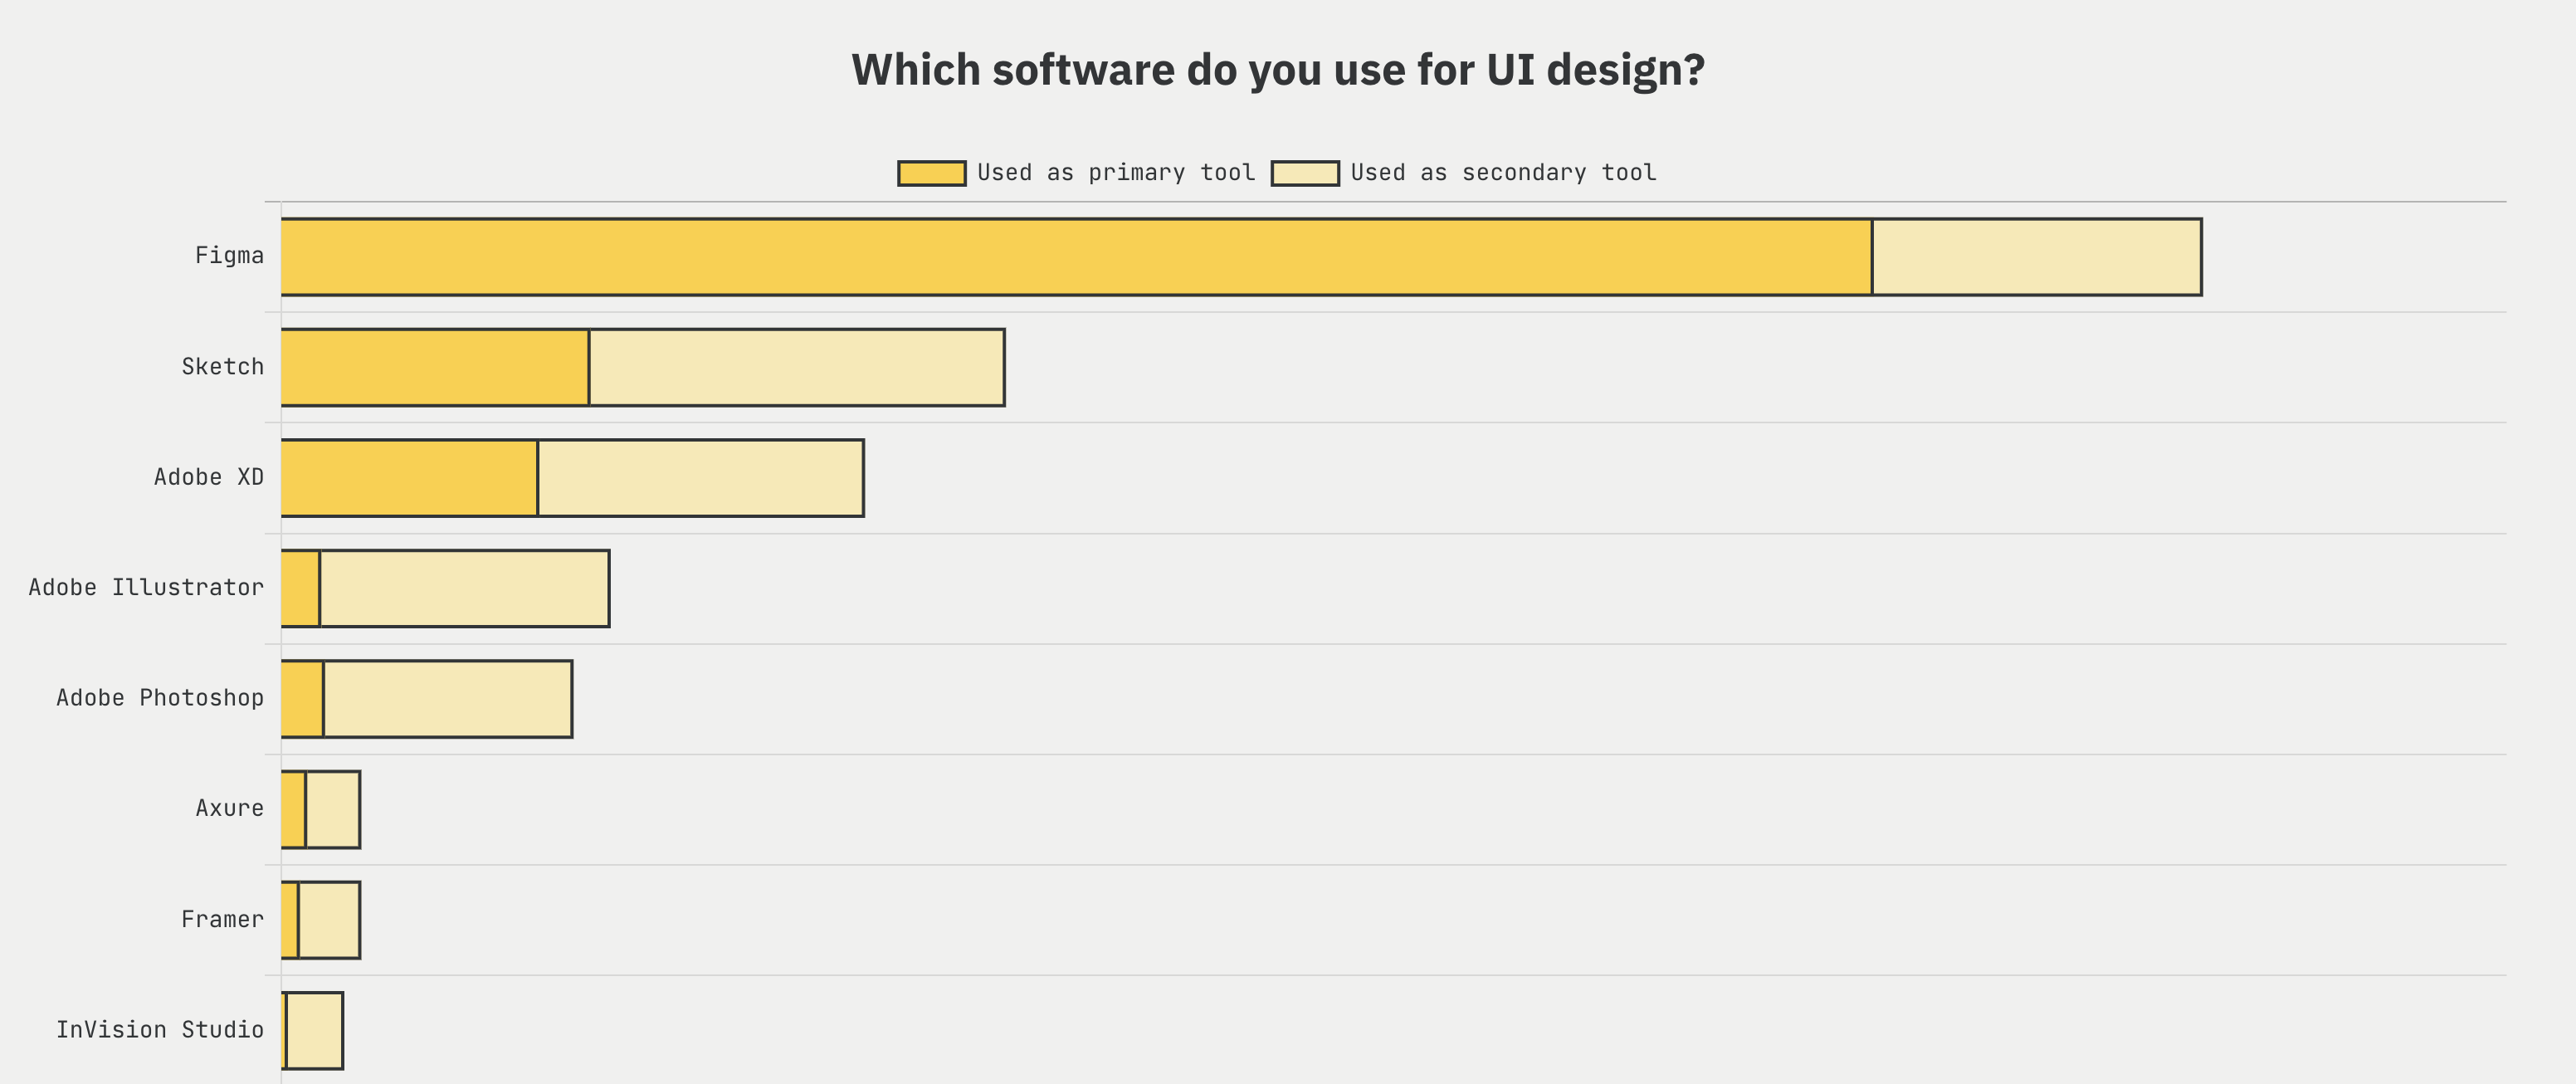 Which software do you use for UI design?
Used as primary tool Used as secondary tool
Figma
Sketch
Adobe XD
Adobe Illustrator
Adobe Photoshop
Axure
Framer
InVision Studio